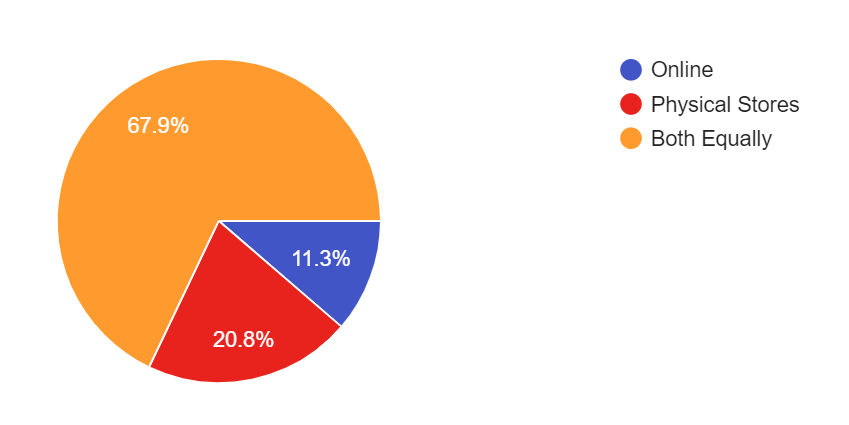 67.9%
11.3%
20.8%
Online
Physical Stores
Both Equally